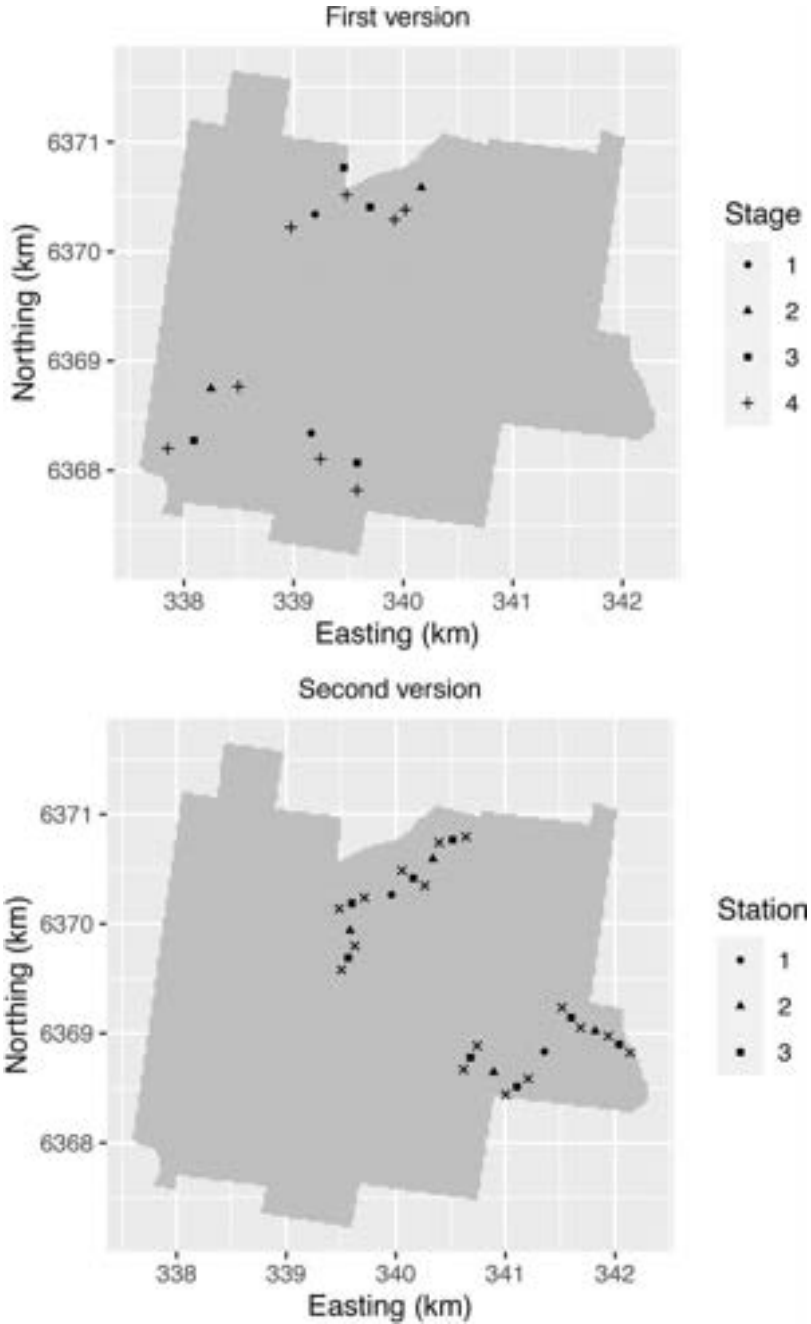 First version
6371
6370
6369
6368
Northing (km)
338 339 340 341 342
Easting (km)
Stage
1
2
3
4
Second version
6371
6370
6369
6368
Northing (km)
338 339 340 341 342
Easting (km)
Station
1
2
3